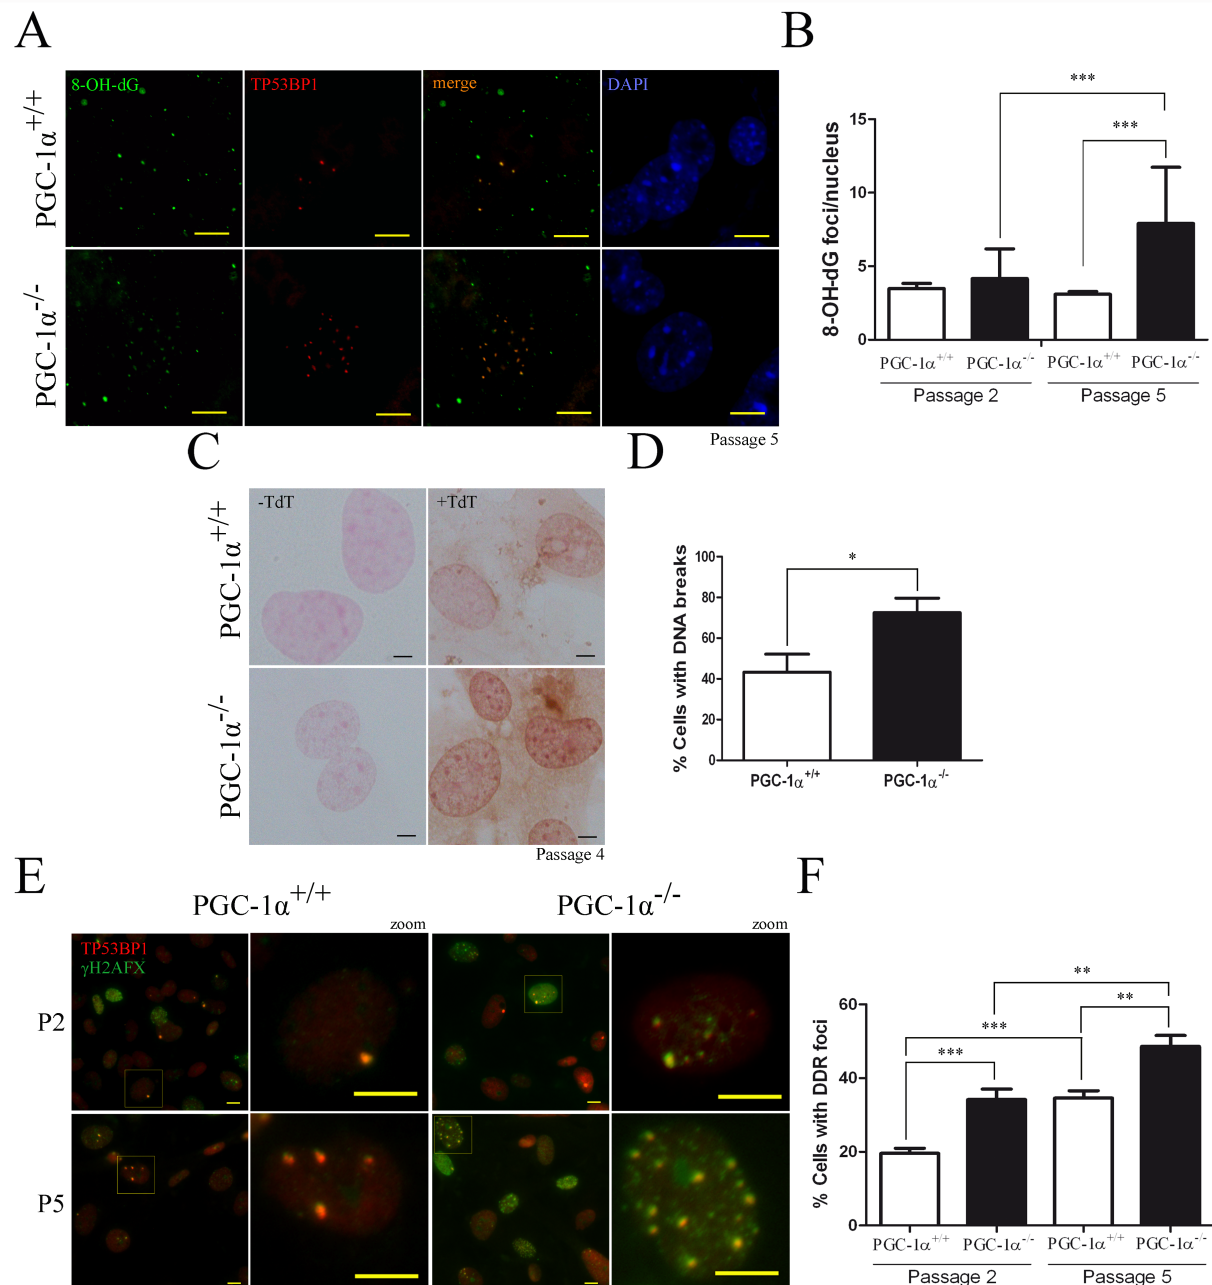 A
8-OH-dG
TP53BP1
merge
DAPI
PGC-1α+/+
PGC-1α-/-
Passage 5
B
***
***
15
10
5
0
8-OH-dG foci/nucleus
PGC-1α+/+
PGC-1α-/-
PGC-1α+/+
PGC-1α-/-
Passage 2
Passage 5
C
-TdT
+TdT
PGC-1α+/+
PGC-1α-/-
Passage 4
D
*
100
80
60
40
20
0
% Cells with DNA breaks
PGC-1α+/+
PGC-1α-/-
E
PGC-1α+/+
PGC-1α-/-
zoom
zoom
TP53BP1
γH2AFX
P2
P5
F
**
**
***
***
60
40
20
0
% Cells with DDR foci
PGC-1α+/+
PGC-1α-/-
PGC-1α+/+
PGC-1α-/-
Passage 2
Passage 5